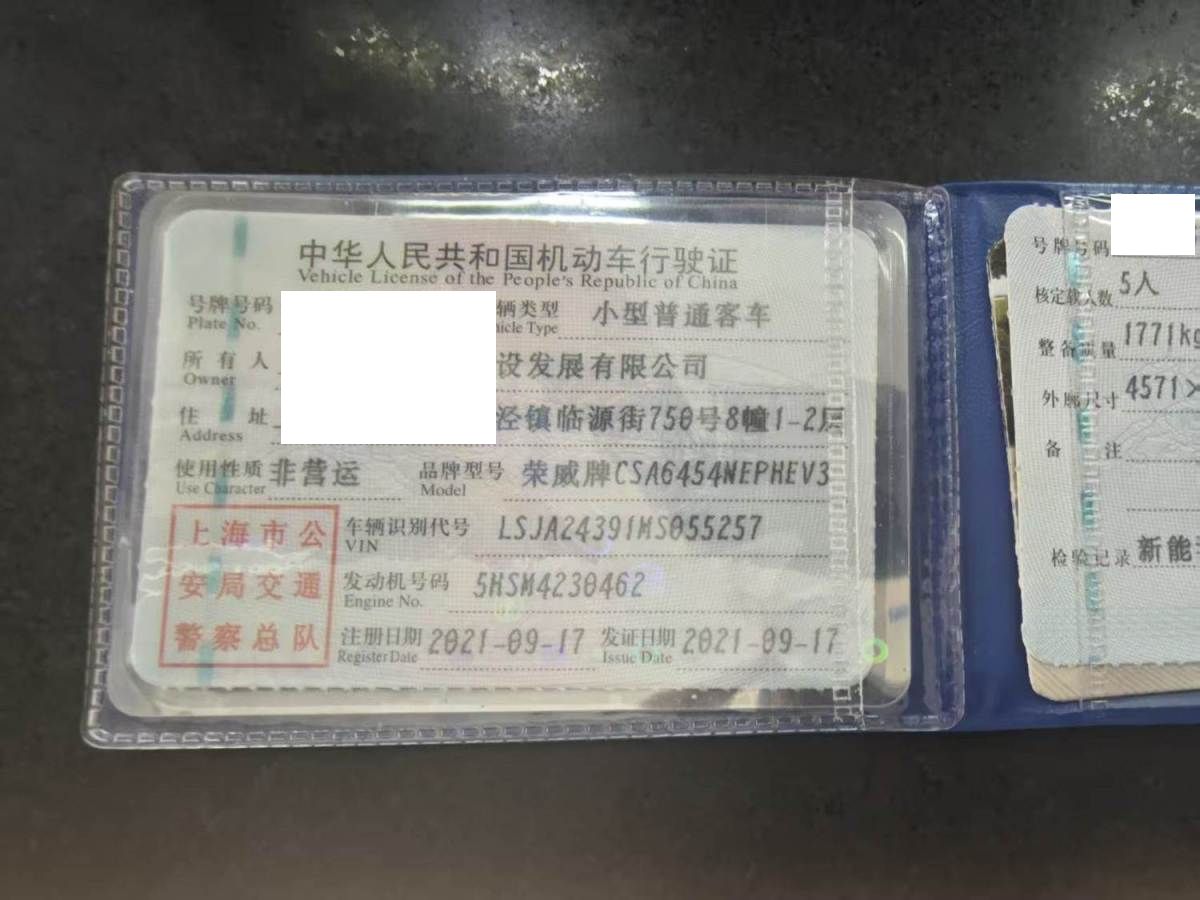 中华人民共和国机动车行驶证
Vehicle License of the People's Republic of China
号牌号码
Plate No.
辆类型 小型普通客车
icle Type
所有人 设发展有限公司
Owner
住址 泾镇临源街750号8幢1-2层
Address
使用性质 非营运 品牌型号 荣威牌CSA6454NEPHEV3
Use Character Model
车辆识别代号 LSJA24391MS055257
VIN
发动机号码 5HSM4230462
Engine No.
注册日期 2021-09-17 发证日期 2021-09-17
Register Date Issue Date
上海市公
安局交通
警察总队
号牌号码
核定载人数 5人
整备质量 1771kg
外廓尺寸 4571×
备注
检验记录 新能